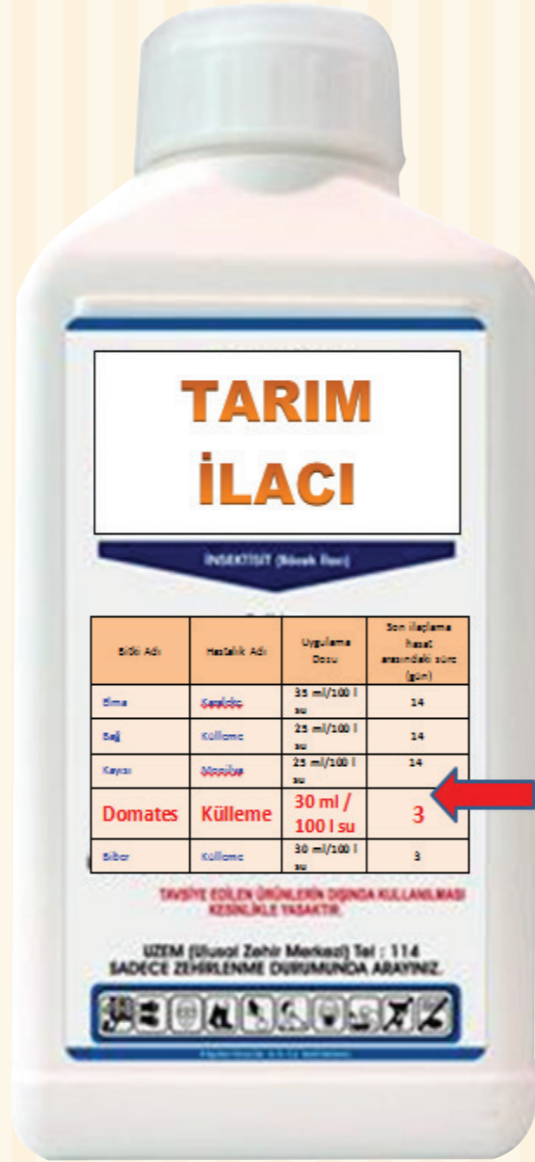 TARIM
İLACI
İNSEKTİSİT (Böcek İlacı)
Bitki Adı Hastalık Adı Uygulama Dozu Son ilaçlama hasat arasındaki süre (gün)
Elma Karaleke 35 ml/100 l su 14
Bağ Külleme 25 ml/100 l su 14
Kayısı Monilya 25 ml/100 l su 14
Domates Külleme 30 ml / 100 l su 3
Biber Külleme 30 ml/100 l su 3
TAVSİYE EDİLEN ÜRÜNLERİN DIŞINDA KULLANILMASI
KESİNLİKLE YASAKTIR.
UZEM (Ulusal Zehir Merkezi) Tel : 114
SADECE ZEHİRLENME DURUMUNDA ARAYINIZ.